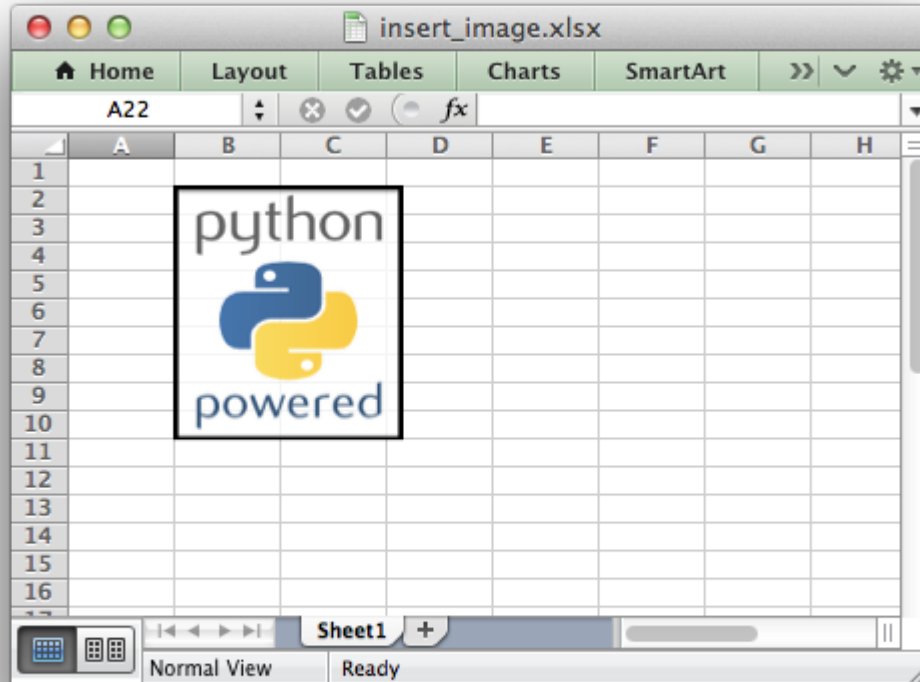 insert_image.xlsx
Home Layout Tables Charts SmartArt
A22 fx
A B C D E F G H
1
2
3
4
5
6
7
8
9
10
11
12
13
14
15
16
17
python
powered
Sheet1
Normal View Ready